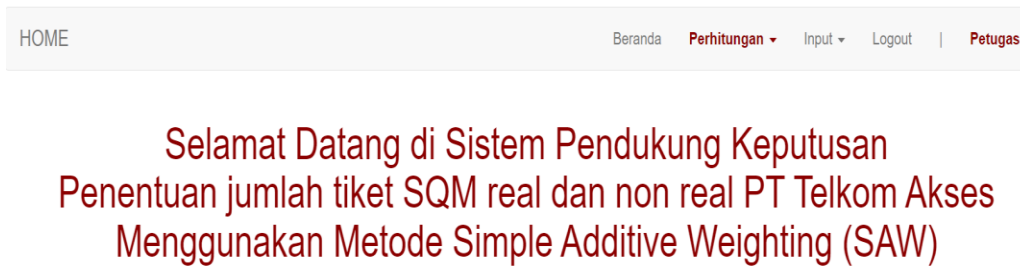 HOME Beranda Perhitungan Input Logout | Petugas
Selamat Datang di Sistem Pendukung Keputusan
Penentuan jumlah tiket SQM real dan non real PT Telkom Akses
Menggunakan Metode Simple Additive Weighting (SAW)